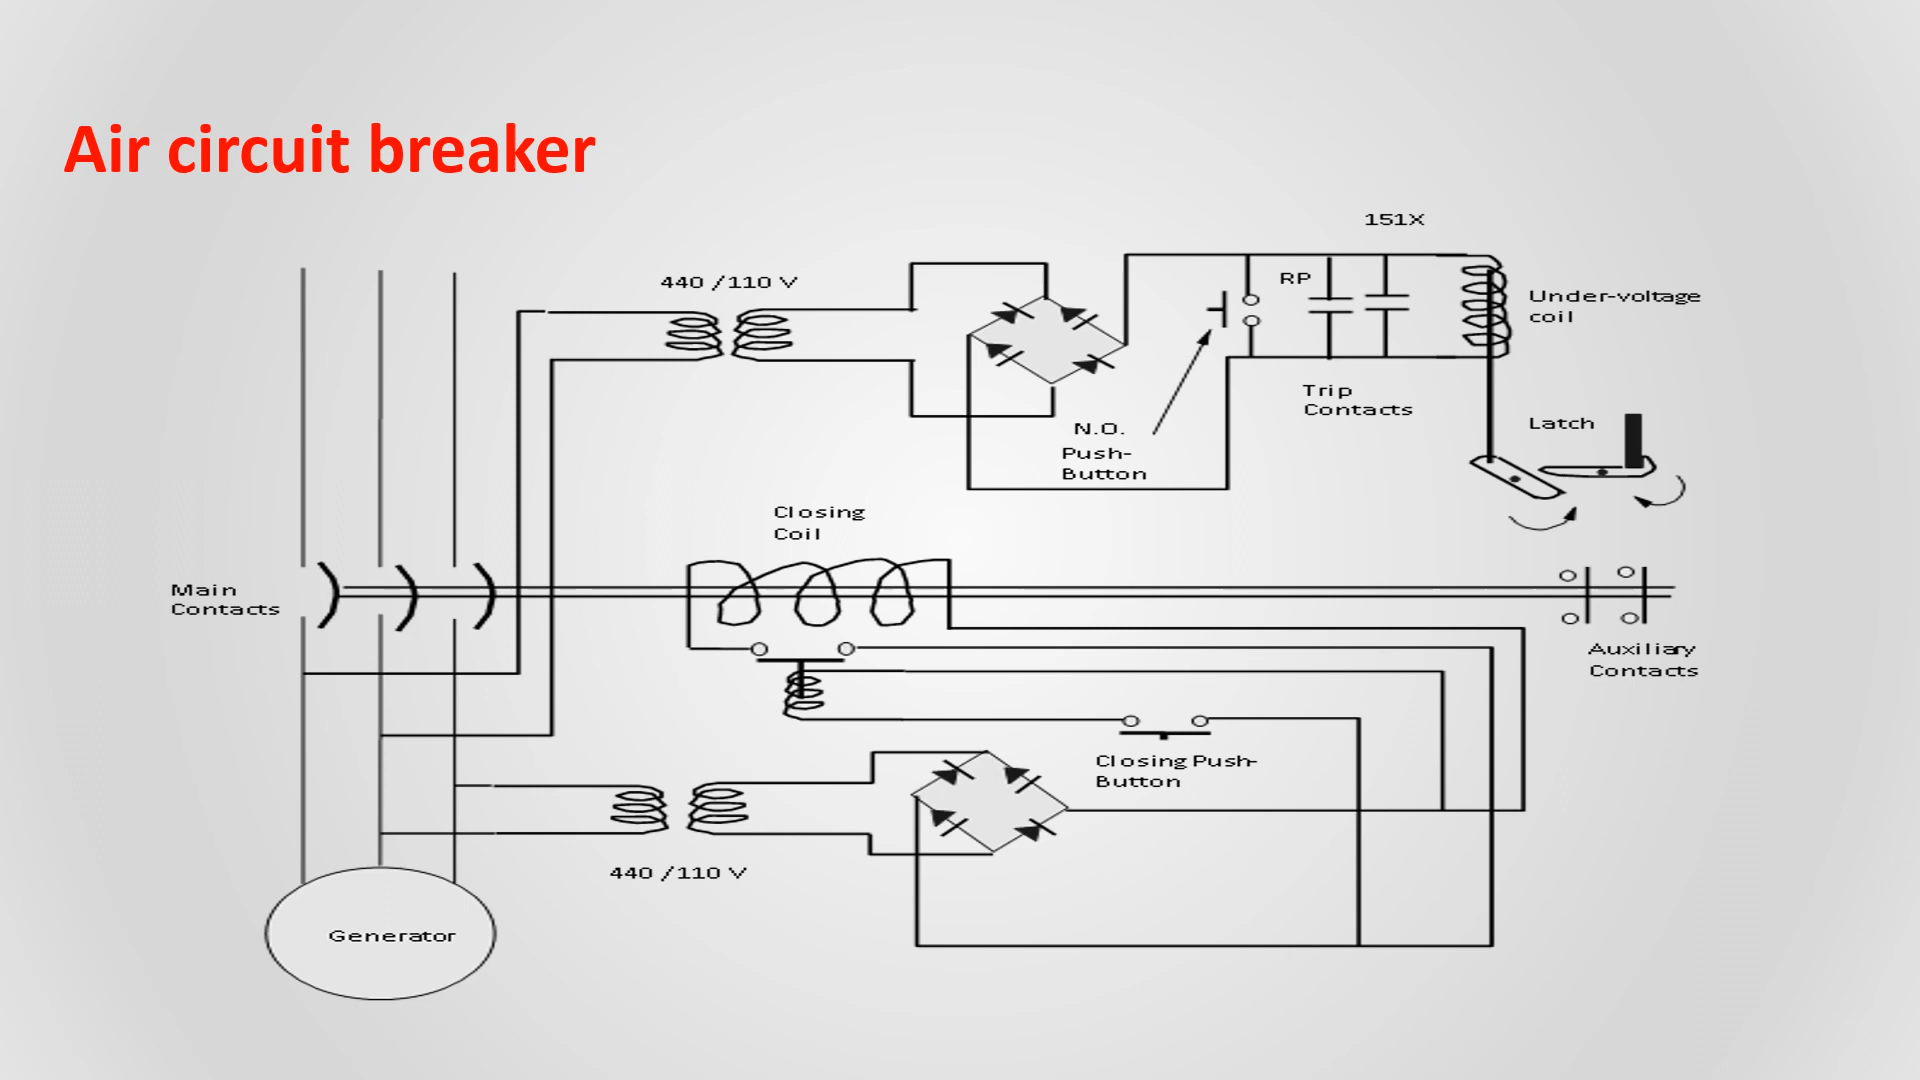 Air circuit breaker
151X
440 /110 V
RP
Under-voltage
coil
Trip
Contacts
N.O.
Push-
Button
Latch
Closing
Coil
Main
Contacts
Auxiliary
Contacts
Closing Push-
Button
440 /110 V
Generator